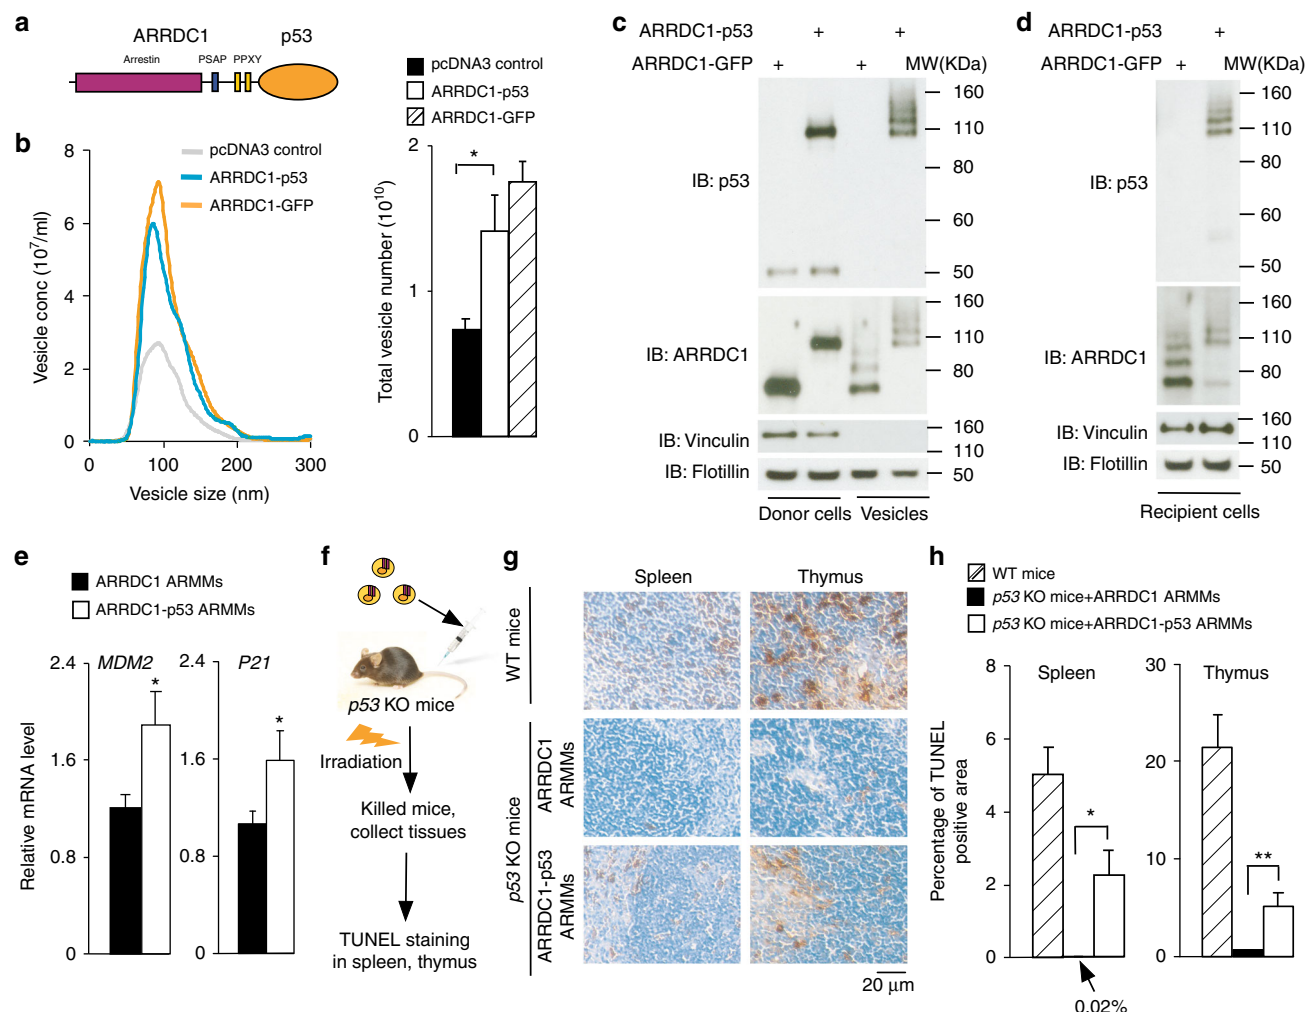 a
ARRDC1 p53
Arrestin PSAP PPXY
pcDNA3 control
ARRDC1-p53
ARRDC1-GFP
b
8
6
4
2
0
Vesicle conc (10⁷/ml)
pcDNA3 control
ARRDC1-p53
ARRDC1-GFP
0 100 200 300
Vesicle size (nm)
2
1
0
Total vesicle number (10¹⁰)
*
c
ARRDC1-p53 + +
ARRDC1-GFP + + MW(KDa)
IB: p53
160
110
80
60
50
IB: ARRDC1
160
110
80
IB: Vinculin
160
110
IB: Flotillin 50
Donor cells Vesicles
d
ARRDC1-p53 +
ARRDC1-GFP + MW(KDa)
IB: p53
160
110
80
60
50
IB: ARRDC1
160
110
80
IB: Vinculin
160
110
IB: Flotillin 50
Recipient cells
e
ARRDC1 ARMMs
ARRDC1-p53 ARMMs
Relative mRNA level
2.4
1.6
0.8
0
MDM2
*
2.4
1.6
0.8
0
P21
*
f
p53 KO mice
Irradiation
Killed mice,
collect tissues
TUNEL staining
in spleen, thymus
g
Spleen Thymus
WT mice
p53 KO mice
ARRDC1
ARMMs
ARRDC1-p53
ARMMs
20 μm
h
WT mice
p53 KO mice+ARRDC1 ARMMs
p53 KO mice+ARRDC1-p53 ARMMs
Percentage of TUNEL
positive area
8
6
4
2
0
Spleen
*
0.02%
30
20
10
0
Thymus
**